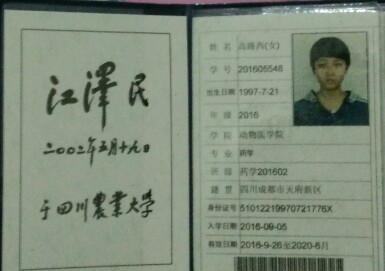 江澤民
二〇〇二年五月十九日
于四川農業大学
姓名 高璐西(女)
学号 201605548
出生日期 1997-7-21
年级 2016
学院 动物医学院
专业 药学
班级 药学201602
籍贯 四川成都市天府新区
身份证号 51012219970721776X
入学日期 2016-09-05
有效日期 2016-9-26至2020-6月